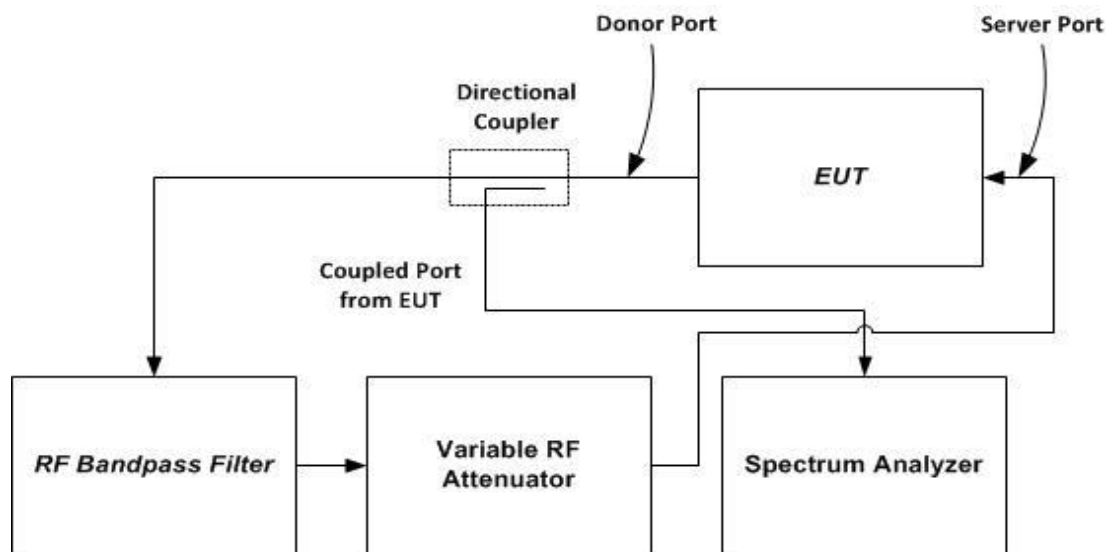 Donor Port
Server Port
Directional
Coupler
EUT
Coupled Port
from EUT
RF Bandpass Filter
Variable RF
Attenuator
Spectrum Analyzer